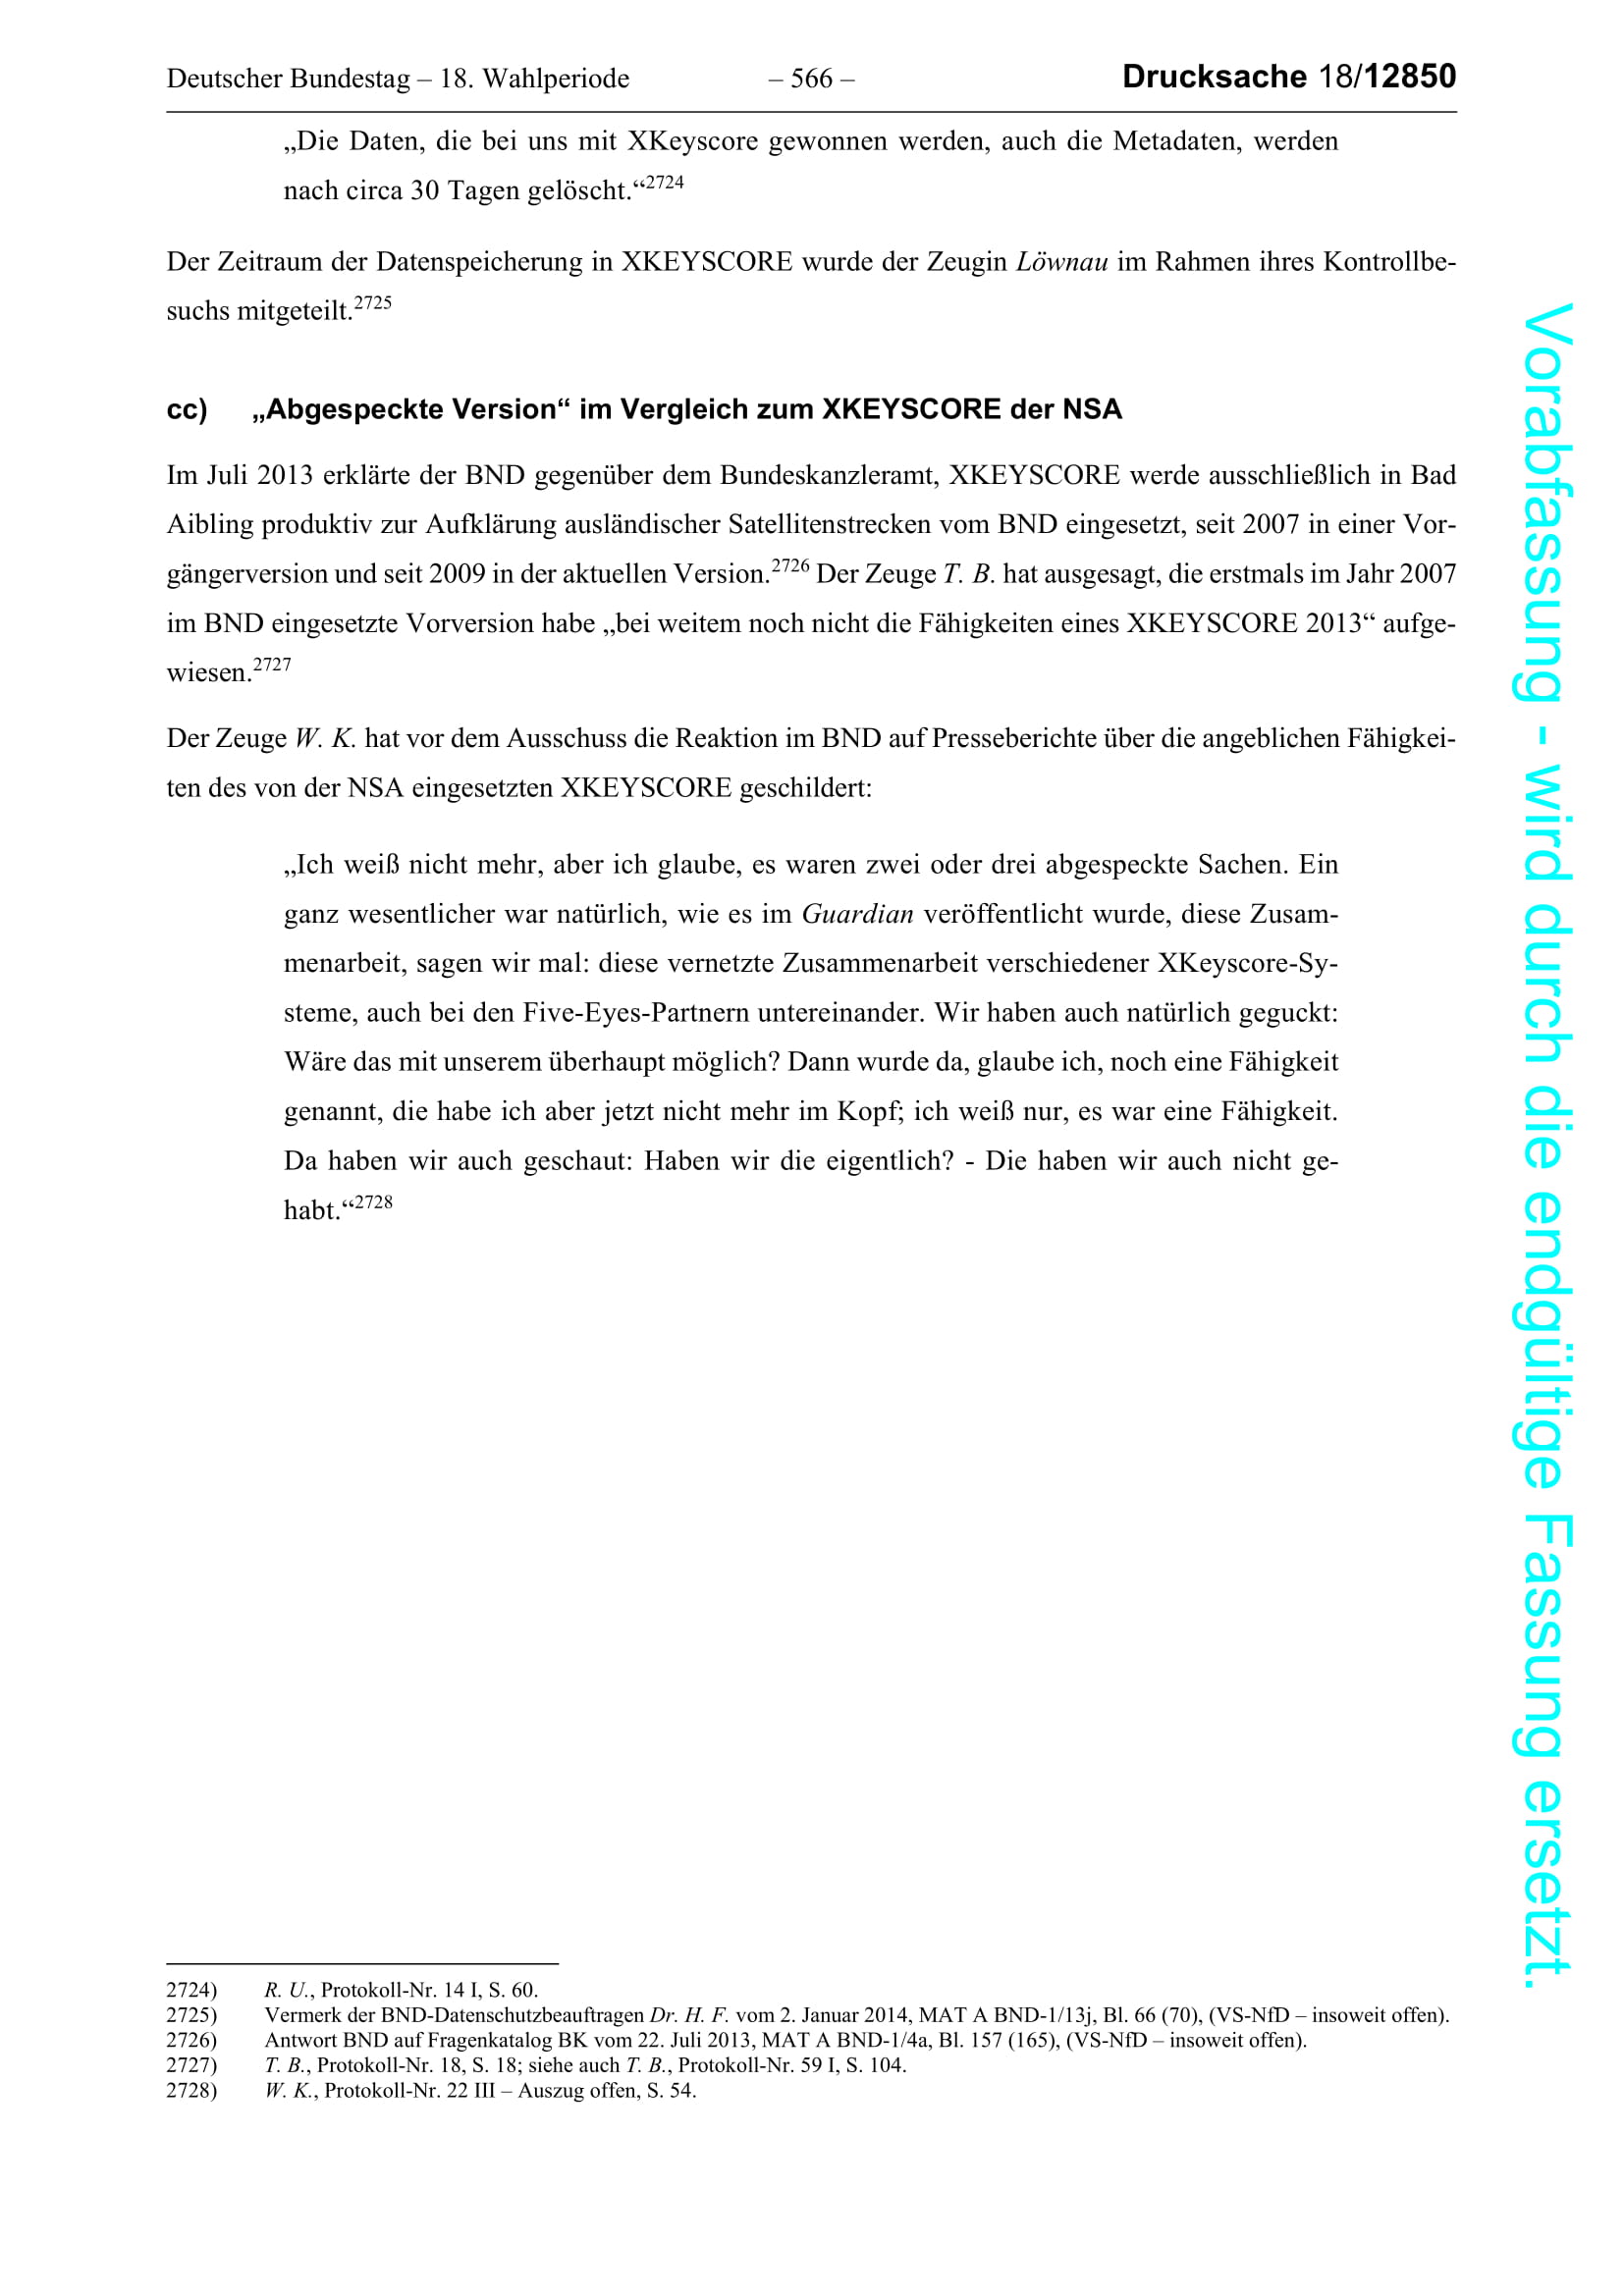 Deutscher Bundestag – 18. Wahlperiode – 566 – Drucksache 18/12850
„Die Daten, die bei uns mit XKeyscore gewonnen werden, auch die Metadaten, werden
nach circa 30 Tagen gelöscht.“2724
Der Zeitraum der Datenspeicherung in XKEYSCORE wurde der Zeugin Löwnau im Rahmen ihres Kontrollbe-
suchs mitgeteilt.2725
cc) „Abgespeckte Version“ im Vergleich zum XKEYSCORE der NSA
Im Juli 2013 erklärte der BND gegenüber dem Bundeskanzleramt, XKEYSCORE werde ausschließlich in Bad
Aibling produktiv zur Aufklärung ausländischer Satellitenstrecken vom BND eingesetzt, seit 2007 in einer Vor-
gängerversion und seit 2009 in der aktuellen Version.2726 Der Zeuge T. B. hat ausgesagt, die erstmals im Jahr 2007
im BND eingesetzte Vorversion habe „bei weitem noch nicht die Fähigkeiten eines XKEYSCORE 2013“ aufge-
wiesen.2727
Der Zeuge W. K. hat vor dem Ausschuss die Reaktion im BND auf Presseberichte über die angeblichen Fähigkei-
ten des von der NSA eingesetzten XKEYSCORE geschildert:
„Ich weiß nicht mehr, aber ich glaube, es waren zwei oder drei abgespeckte Sachen. Ein
ganz wesentlicher war natürlich, wie es im Guardian veröffentlicht wurde, diese Zusam-
menarbeit, sagen wir mal: diese vernetzte Zusammenarbeit verschiedener XKeyscore-Sy-
steme, auch bei den Five-Eyes-Partnern untereinander. Wir haben auch natürlich geguckt:
Wäre das mit unserem überhaupt möglich? Dann wurde da, glaube ich, noch eine Fähigkeit
genannt, die habe ich aber jetzt nicht mehr im Kopf; ich weiß nur, es war eine Fähigkeit.
Da haben wir auch geschaut: Haben wir die eigentlich? - Die haben wir auch nicht ge-
habt.“2728
2724) R. U., Protokoll-Nr. 14 I, S. 60.
2725) Vermerk der BND-Datenschutzbeauftragen Dr. H. F. vom 2. Januar 2014, MAT A BND-1/13j, Bl. 66 (70), (VS-NfD – insoweit offen).
2726) Antwort BND auf Fragenkatalog BK vom 22. Juli 2013, MAT A BND-1/4a, Bl. 157 (165), (VS-NfD – insoweit offen).
2727) T. B., Protokoll-Nr. 18, S. 18; siehe auch T. B., Protokoll-Nr. 59 I, S. 104.
2728) W. K., Protokoll-Nr. 22 III – Auszug offen, S. 54.
Vorabfassung - wird durch die endgültige Fassung ersetzt.